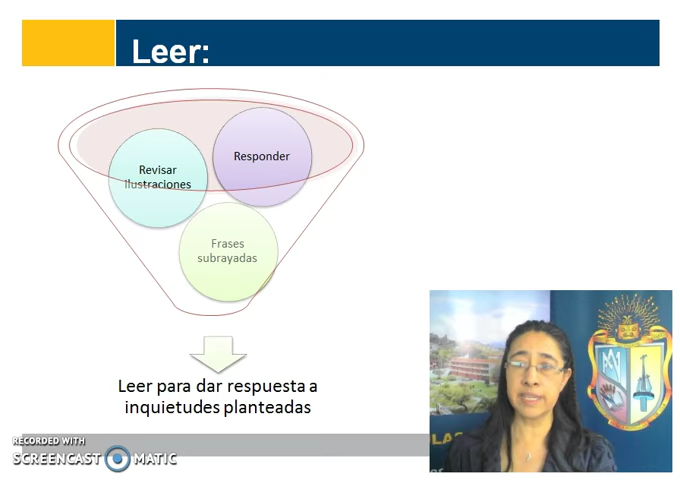 Leer:
Responder
Revisar
ilustraciones
Frases
subrayadas
Leer para dar respuesta a
inquietudes planteadas
RECORDED WITH
SCREENCAST MATIC